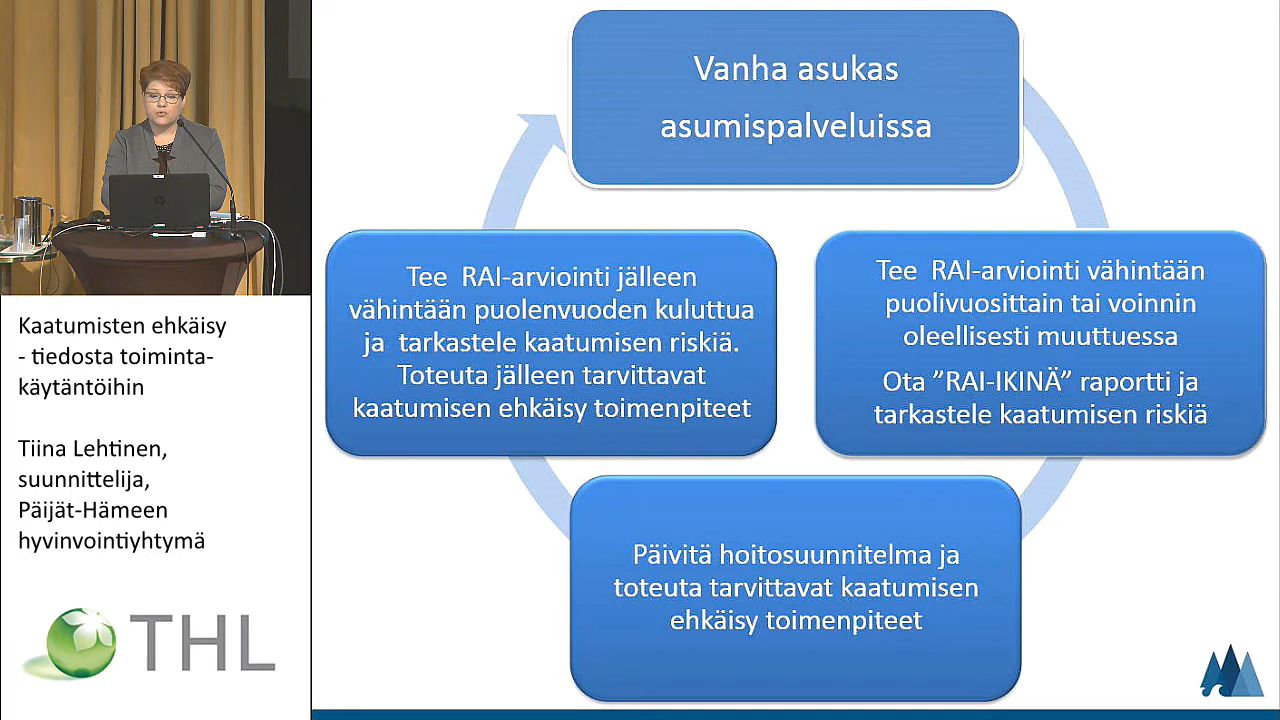 Vanha asukas
asumispalveluissa
Tee RAI-arviointi vähintään
puolivuosittain tai voinnin
oleellisesti muuttuessa
Ota ”RAI-IKINÄ” raportti ja
tarkastele kaatumisen riskiä
Päivitä hoitosuunnitelma ja
toteuta tarvittavat kaatumisen
ehkäisy toimenpiteet
Tee RAI-arviointi jälleen
vähintään puolenvuoden kuluttua
ja tarkastele kaatumisen riskiä.
Toteuta jälleen tarvittavat
kaatumisen ehkäisy toimenpiteet
Kaatumisten ehkäisy
- tiedosta toiminta-
käytäntöihin
Tiina Lehtinen,
suunnittelija,
Päijät-Hämeen
hyvinvointiyhtymä
THL